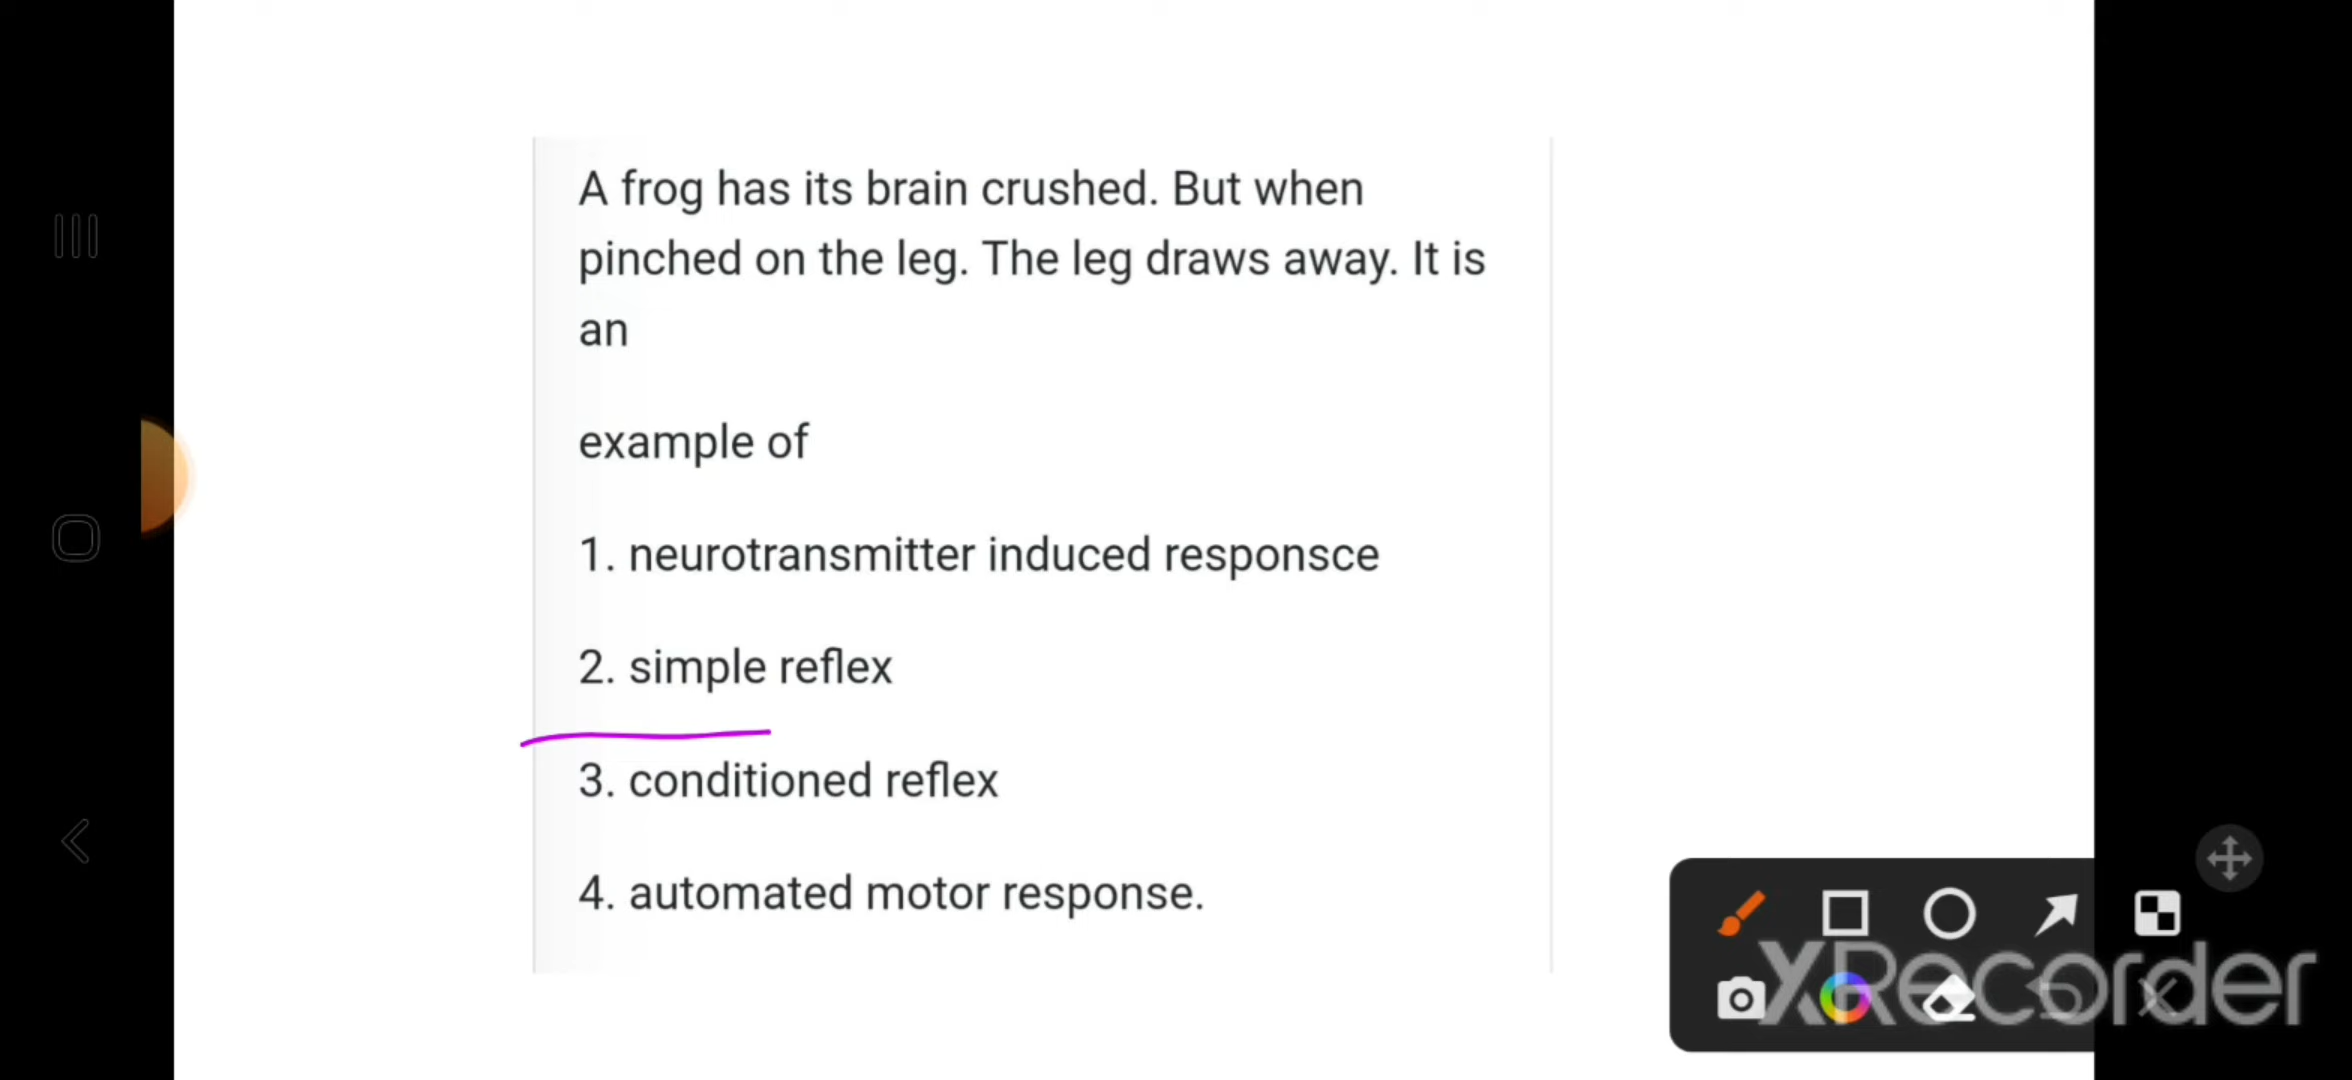 A frog has its brain crushed. But when
pinched on the leg. The leg draws away. It is
an
example of
1. neurotransmitter induced responsce
2. simple reflex
3. conditioned reflex
4. automated motor response.
XRecorder